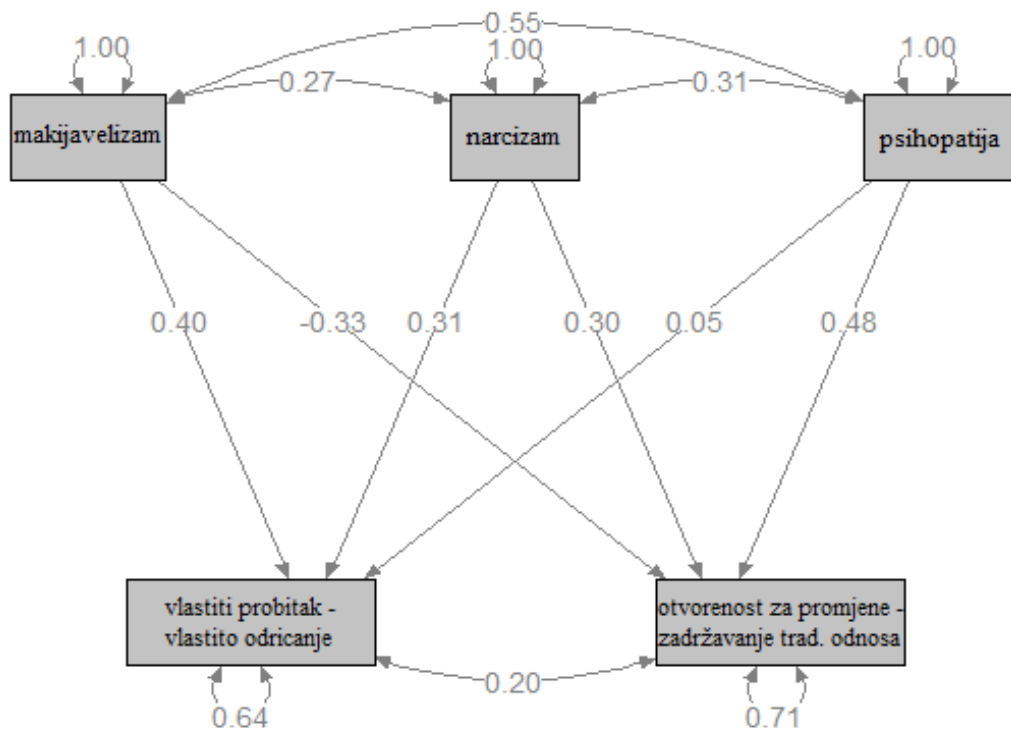 0.55
1.00
1.00
1.00
0.27
0.31
makijavelizam
narcizam
psihopatija
0.40
-0.33
0.31
0.30
0.05
0.48
vlastiti probitak -
vlastito odricanje
otvorenost za promjene -
zadržavanje trad. odnosa
0.20
0.64
0.71